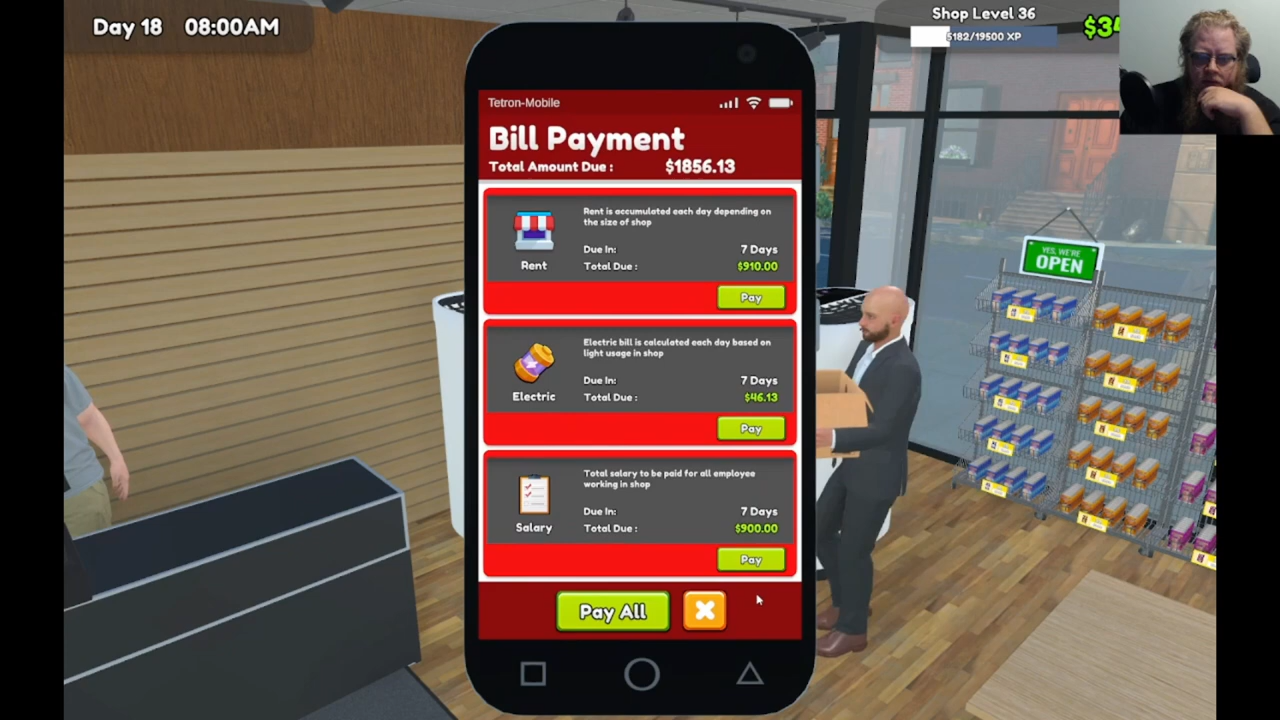 Day 18 08:00AM
Shop Level 36
5182/19500 XP
Tetron-Mobile
Bill Payment
Total Amount Due : $1856.13
Rent is accumulated each day depending on
the size of shop
Due In: 7 Days
Total Due : $910.00
Rent
Pay
Electric bill is calculated each day based on
light usage in shop
Due In: 7 Days
Total Due : $46.13
Electric
Pay
Total salary to be paid for all employee
working in shop
Due In: 7 Days
Total Due : $900.00
Salary
Pay
Pay All
YES, WE'RE
OPEN